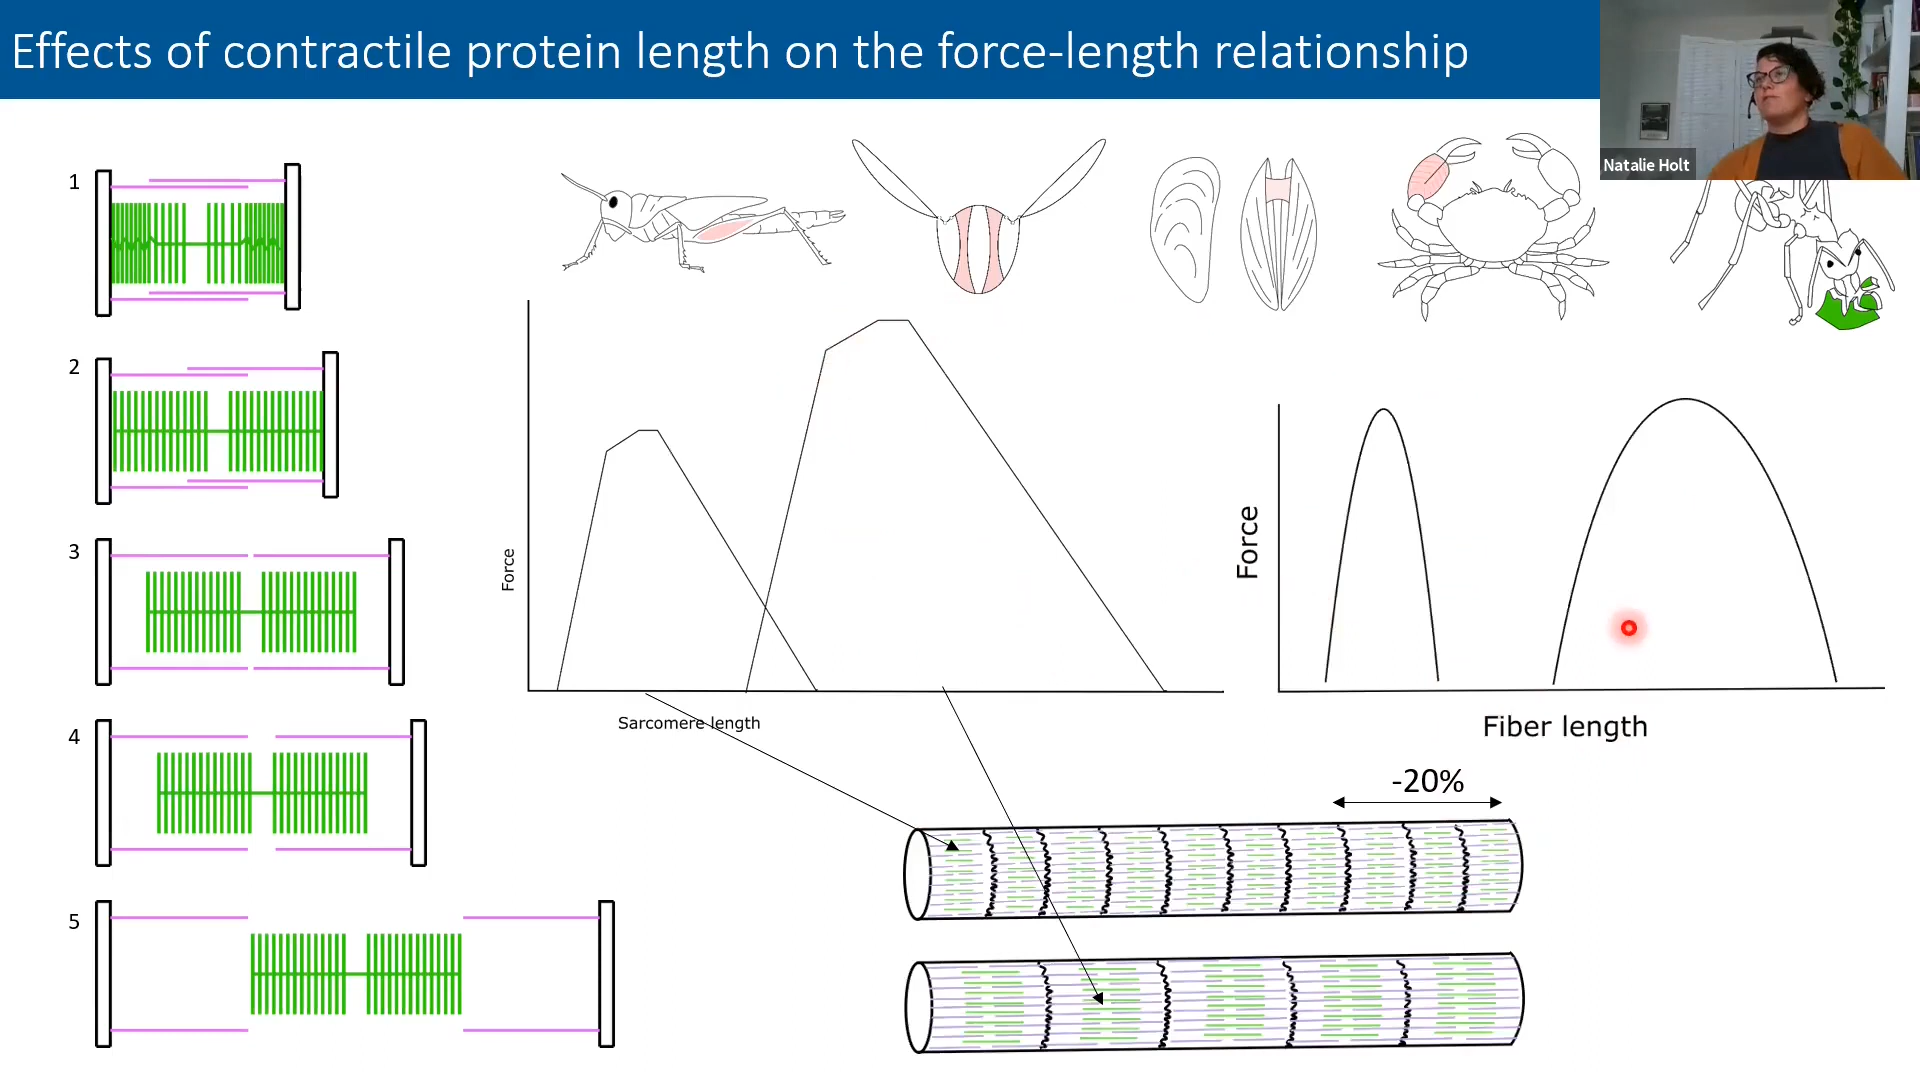 Effects of contractile protein length on the force-length relationship
Natalie Holt
1
2
3
4
5
Force
Sarcomere length
Force
Fiber length
-20%